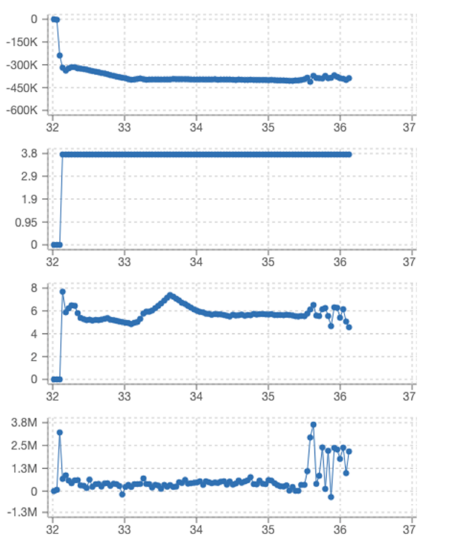 0
-150K
-300K
-450K
-600K
32 33 34 35 36 37
3.8
2.9
1.9
0.95
0
32 33 34 35 36 37
8
6
4
2
0
32 33 34 35 36 37
3.8M
2.5M
1.3M
0
-1.3M
32 33 34 35 36 37